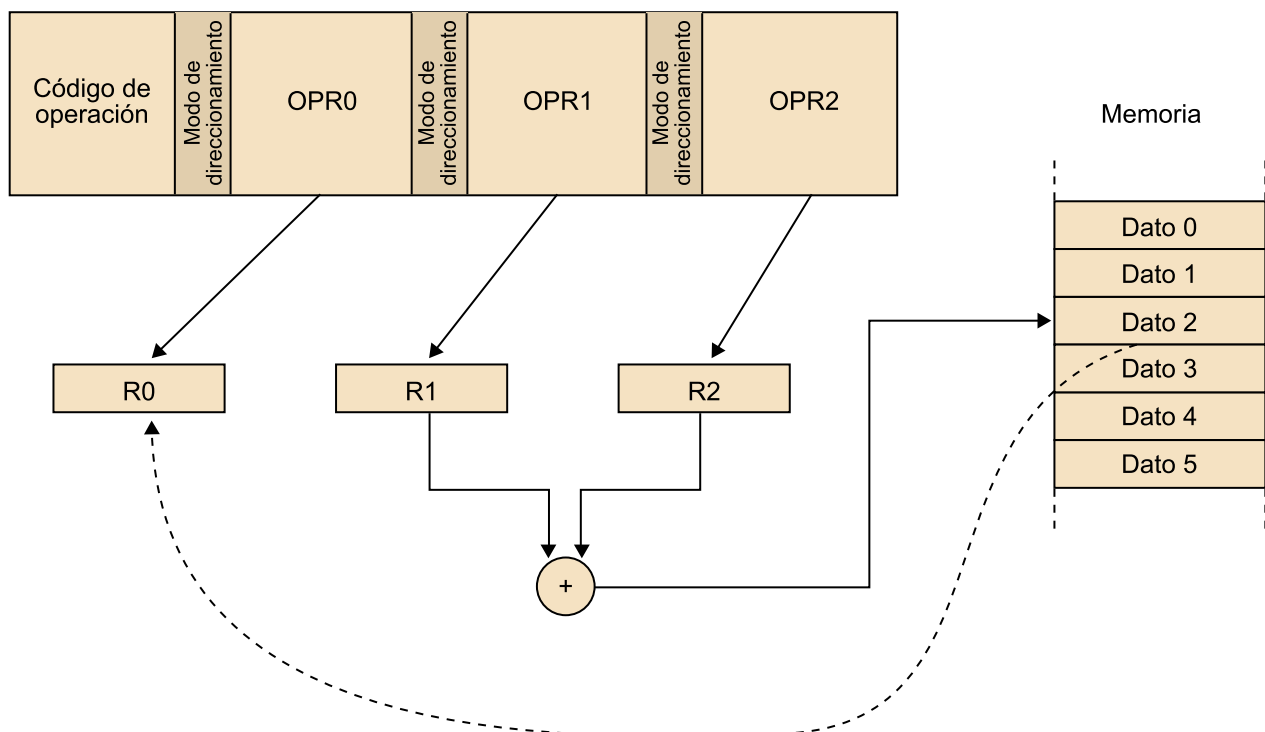 Código de
operación
Modo de
direccionamiento
OPR0
Modo de
direccionamiento
OPR1
Modo de
direccionamiento
OPR2
Memoria
Dato 0
Dato 1
Dato 2
Dato 3
Dato 4
Dato 5
R0
R1
R2
+